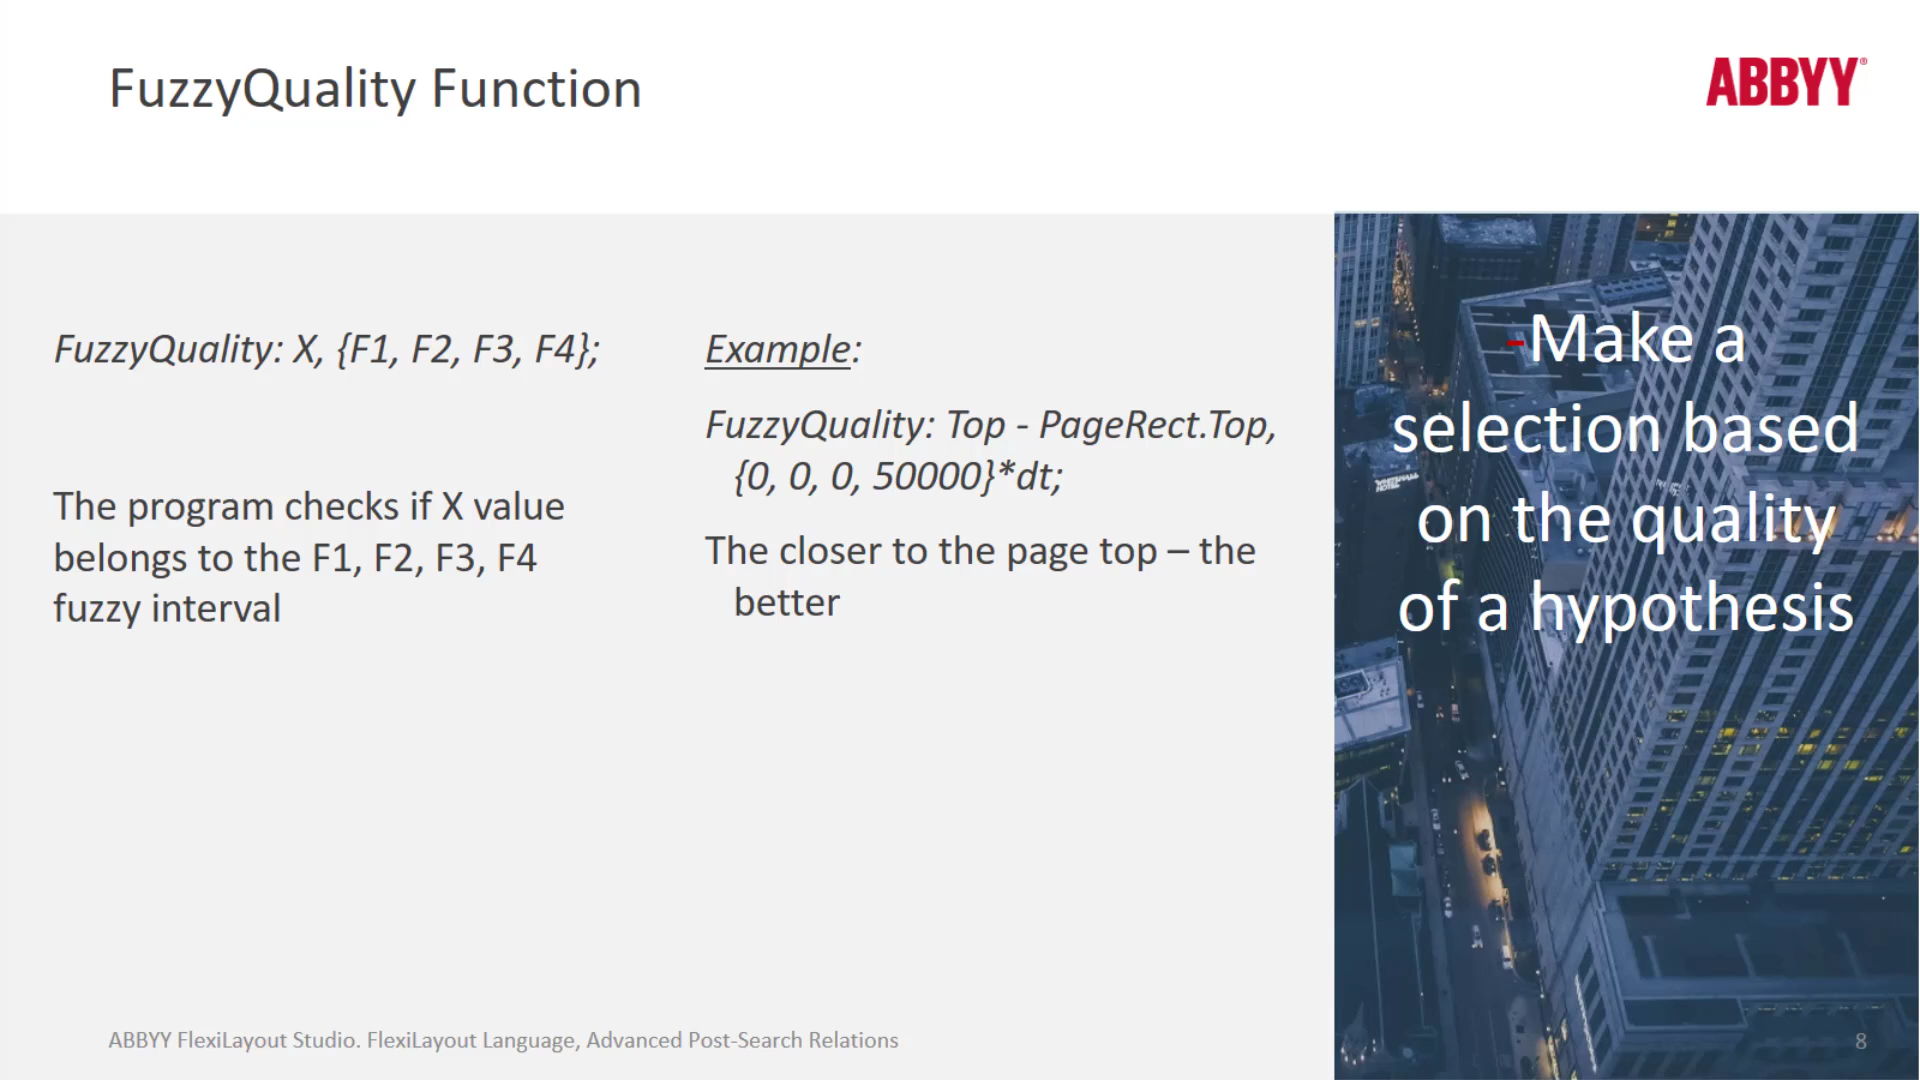 FuzzyQuality Function
ABBYY®
FuzzyQuality: X, {F1, F2, F3, F4};
The program checks if X value
belongs to the F1, F2, F3, F4
fuzzy interval
Example:
FuzzyQuality: Top - PageRect.Top,
{0, 0, 0, 50000}*dt;
The closer to the page top – the
better
-Make a
selection based
on the quality
of a hypothesis
WHITEHALL
HOTEL
ABBYY FlexiLayout Studio. FlexiLayout Language, Advanced Post-Search Relations
8